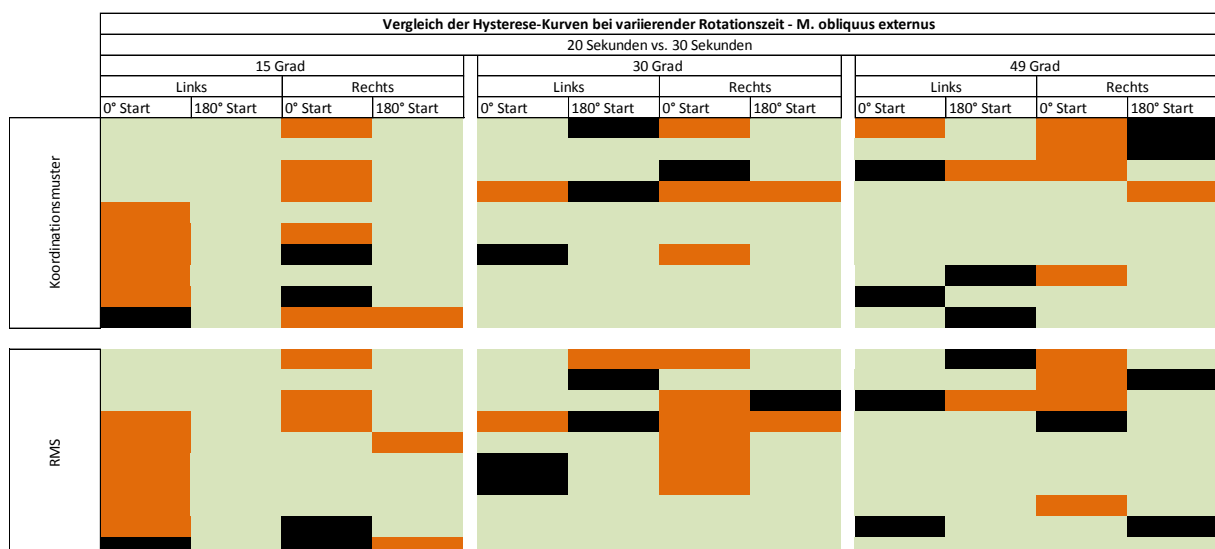 Vergleich der Hysterese-Kurven bei variierender Rotationszeit - M. obliquus externus
20 Sekunden vs. 30 Sekunden
15 Grad 30 Grad 49 Grad
Links Rechts Links Rechts Links Rechts
0° Start 180° Start 0° Start 180° Start 0° Start 180° Start 0° Start 180° Start 0° Start 180° Start 0° Start 180° Start
Koordinationsmuster
RMS